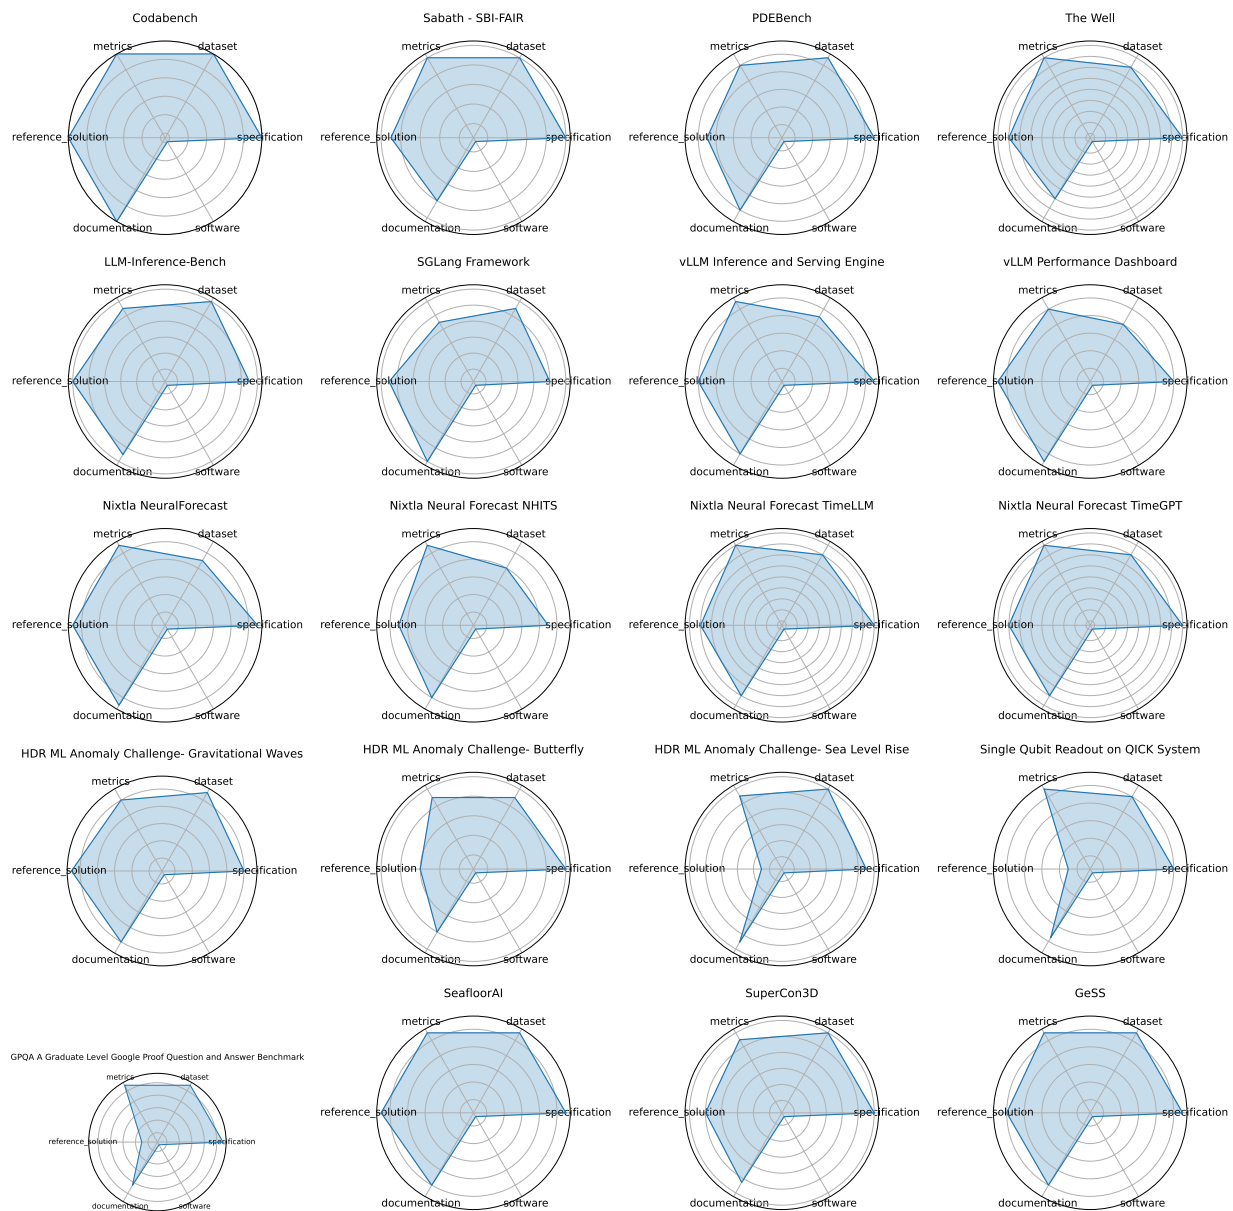 Codabench
metrics
dataset
reference_solution
specification
documentation
software
Sabath - SBI-FAIR
metrics
dataset
reference_solution
specification
documentation
software
PDEBench
metrics
dataset
reference_solution
specification
documentation
software
The Well
metrics
dataset
reference_solution
specification
documentation
software
LLM-Inference-Bench
metrics
dataset
reference_solution
specification
documentation
software
SGLang Framework
metrics
dataset
reference_solution
specification
documentation
software
vLLM Inference and Serving Engine
metrics
dataset
reference_solution
specification
documentation
software
vLLM Performance Dashboard
metrics
dataset
reference_solution
specification
documentation
software
Nixtla NeuralForecast
metrics
dataset
reference_solution
specification
documentation
software
Nixtla Neural Forecast NHITS
metrics
dataset
reference_solution
specification
documentation
software
Nixtla Neural Forecast TimeLLM
metrics
dataset
reference_solution
specification
documentation
software
Nixtla Neural Forecast TimeGPT
metrics
dataset
reference_solution
specification
documentation
software
HDR ML Anomaly Challenge- Gravitational Waves
metrics
dataset
reference_solution
specification
documentation
software
HDR ML Anomaly Challenge- Butterfly
metrics
dataset
reference_solution
specification
documentation
software
HDR ML Anomaly Challenge- Sea Level Rise
metrics
dataset
reference_solution
specification
documentation
software
Single Qubit Readout on QICK System
metrics
dataset
reference_solution
specification
documentation
software
GPQA A Graduate Level Google Proof Question and Answer Benchmark
metrics
dataset
reference_solution
specification
documentation
software
SeafloorAI
metrics
dataset
reference_solution
specification
documentation
software
SuperCon3D
metrics
dataset
reference_solution
specification
documentation
software
GeSS
metrics
dataset
reference_solution
specification
documentation
software